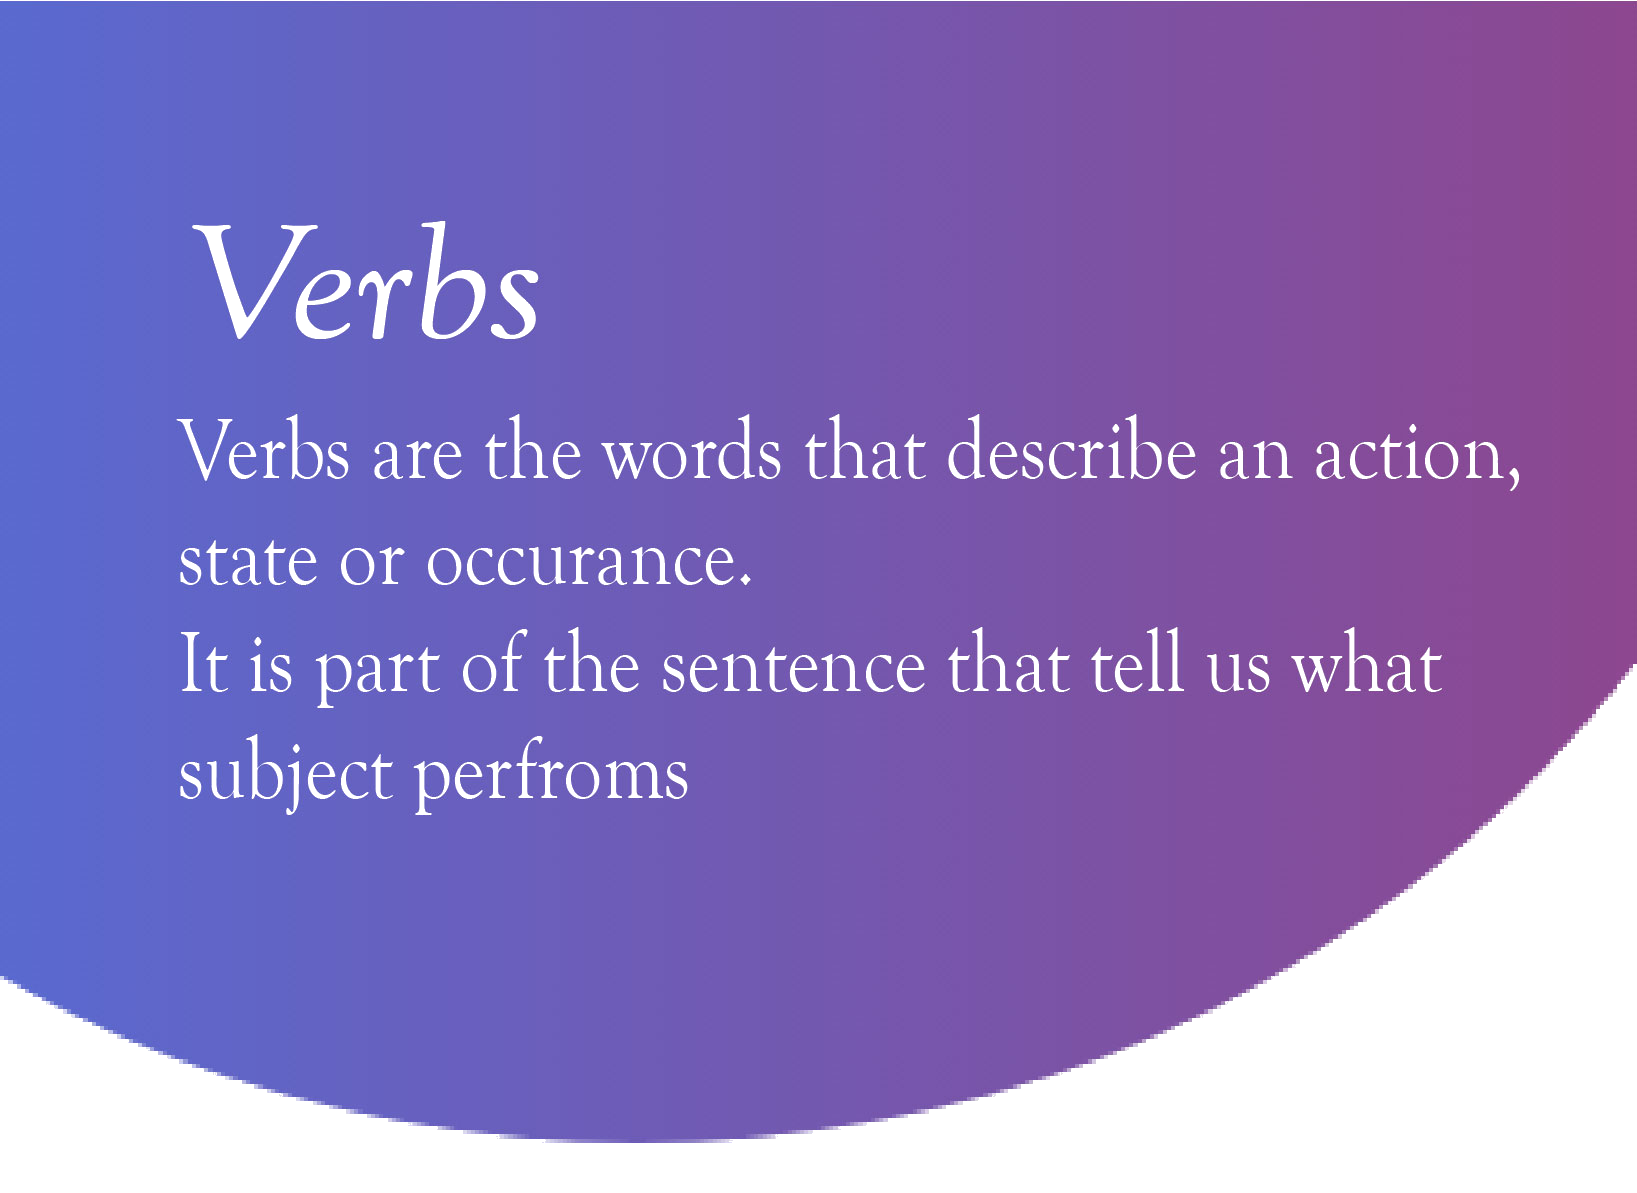 Verbs
Verbs are the words that describe an action,
state or occurance.
It is part of the sentence that tell us what
subject perfroms